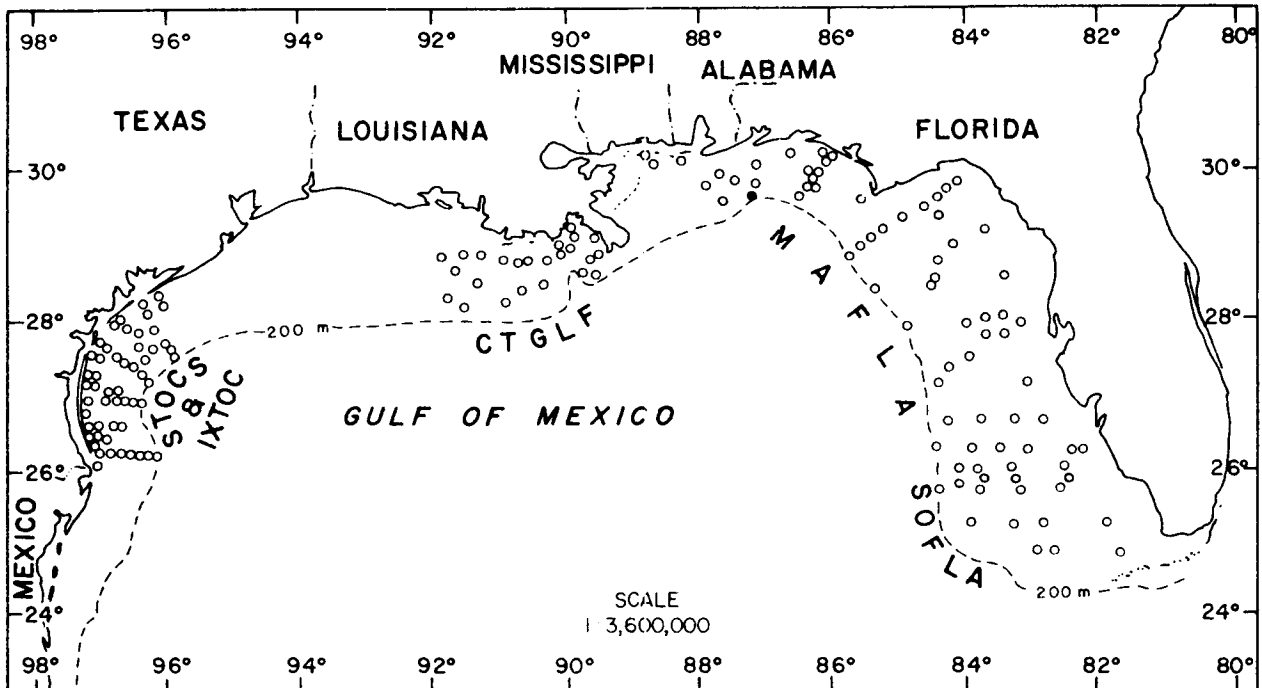 98° 96° 94° 92° 90° 88° 86° 84° 82° 80°
MISSISSIPPI ALABAMA
TEXAS LOUISIANA FLORIDA
30° 30°
MAFLA
28° 28°
200 m
CTGLF
STOCS
&
IXTOC
GULF OF MEXICO
26° 26°
SOFLA
MEXICO
200 m
SCALE
1:3,600,000
24° 24°
98° 96° 94° 92° 90° 88° 86° 84° 82° 80°